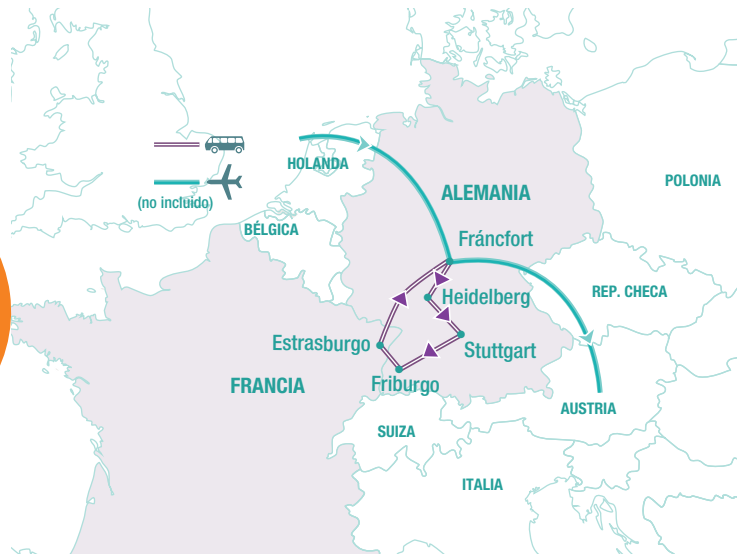 HOLANDA
(no incluido)
ALEMANIA
POLONIA
BÉLGICA
Fráncfort
REP. CHECA
Heidelberg
Estrasburgo
Stuttgart
FRANCIA
Friburgo
AUSTRIA
SUIZA
ITALIA